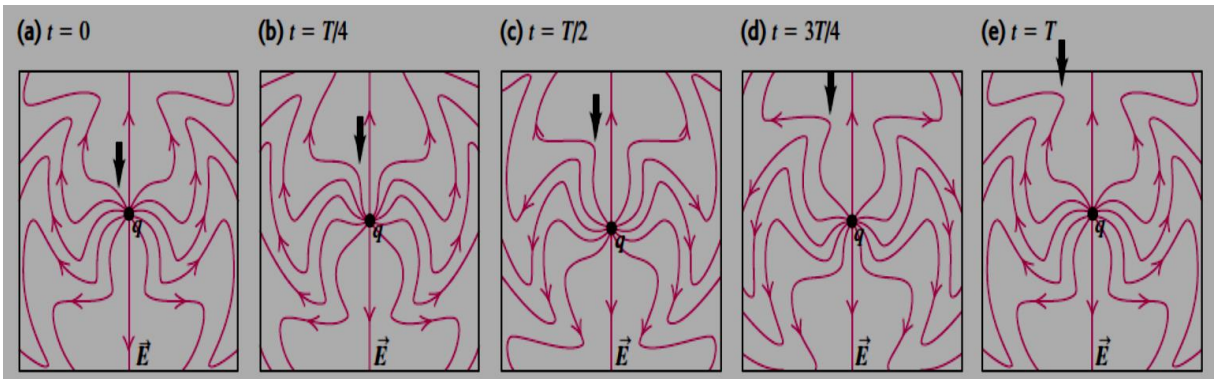 (a) t = 0
(b) t = T/4
(c) t = T/2
(d) t = 3T/4
(e) t = T
q
q
q
q
q
E⃗
E⃗
E⃗
E⃗
E⃗